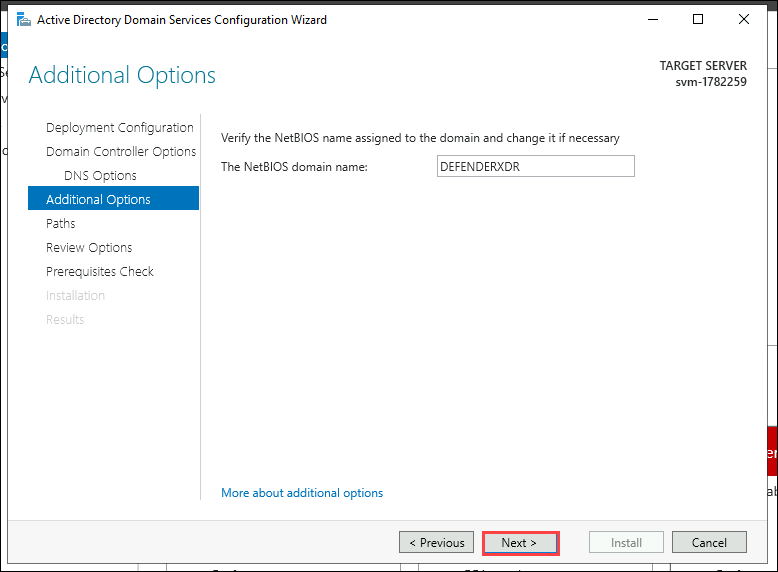 Active Directory Domain Services Configuration Wizard
Additional Options
TARGET SERVER
svm-1782259
Deployment Configuration
Domain Controller Options
DNS Options
Additional Options
Paths
Review Options
Prerequisites Check
Installation
Results
Verify the NetBIOS name assigned to the domain and change it if necessary
The NetBIOS domain name:
DEFENDERXDR
More about additional options
< Previous
Next >
Install
Cancel